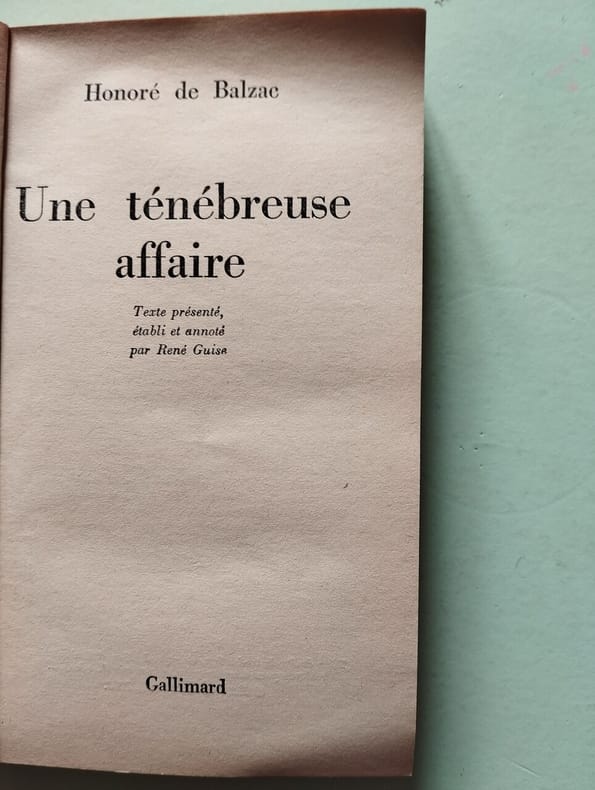 Honoré de Balzac
Une ténébreuse
affaire
Texte présenté,
établi et annoté
par René Guise
Gallimard